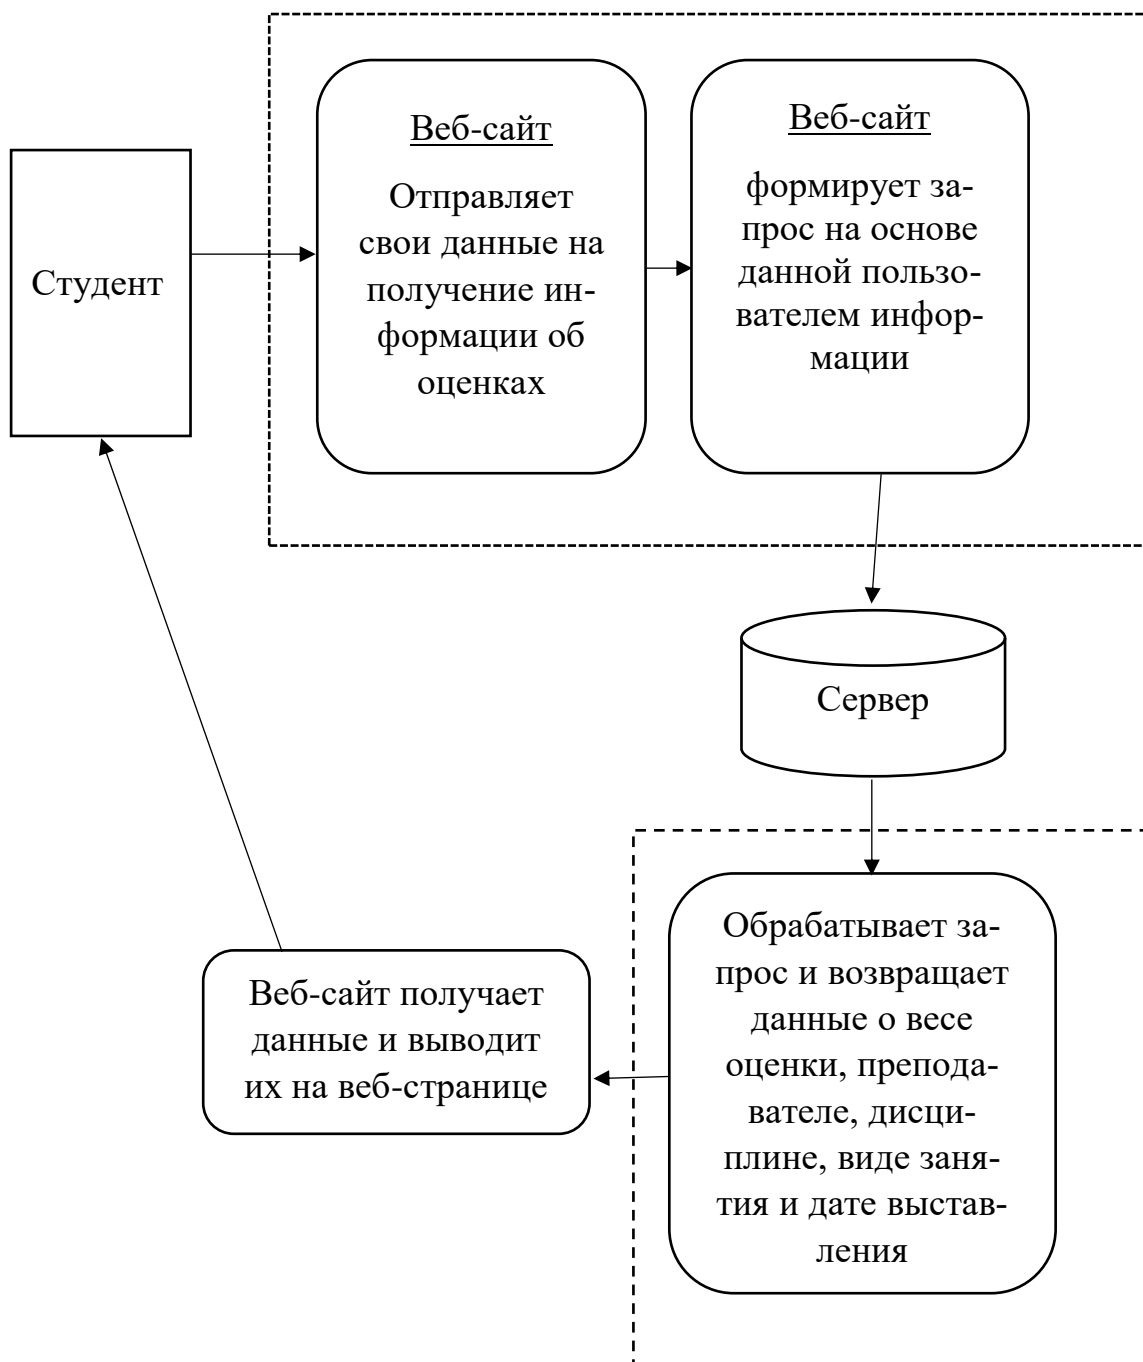 Студент
Веб-сайт
Отправляет
свои данные на
получение ин-
формации об
оценках
Веб-сайт
формирует за-
прос на основе
данной пользо-
вателем инфор-
мации
Сервер
Обрабатывает за-
прос и возвращает
данные о весе
оценки, препода-
вателе, дисци-
плине, виде заня-
тия и дате выстав-
ления
Веб-сайт получает
данные и выводит
их на веб-странице